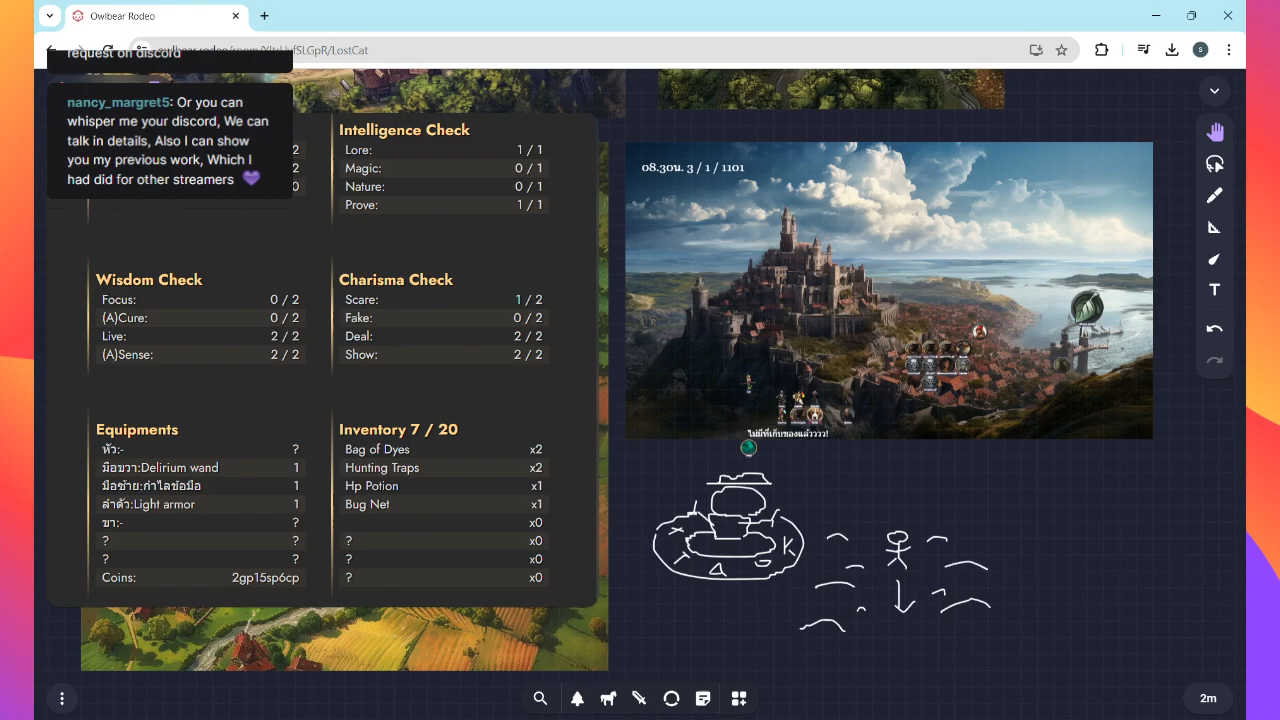 Owlbear Rodeo
owlbear.rodeo/room/YItrUyfSLGpR/LostCat
request on discord
nancy_margret5: Or you can
whisper me your discord, We can
talk in details, Also I can show
you my previous work, Which I
had did for other streamers
2
2
0
Intelligence Check
Lore: 1 / 1
Magic: 0 / 1
Nature: 0 / 1
Prove: 1 / 1
Wisdom Check
Focus: 0 / 2
(A)Cure: 0 / 2
Live: 2 / 2
(A)Sense: 2 / 2
Charisma Check
Scare: 1 / 2
Fake: 0 / 2
Deal: 2 / 2
Show: 2 / 2
Equipments
หัว:- ?
มือขวา:Delirium wand 1
มือซ้าย:กำไลข้อมือ 1
ลำตัว:Light armor 1
ขา:- ?
? ?
? ?
Coins: 2gp15sp6cp
Inventory 7 / 20
Bag of Dyes x2
Hunting Traps x2
Hp Potion x1
Bug Net x1
x0
? x0
? x0
? x0
08.30น. 3 / 1 / 1101
ไม่มีที่เก็บของแล้วววว!
2m